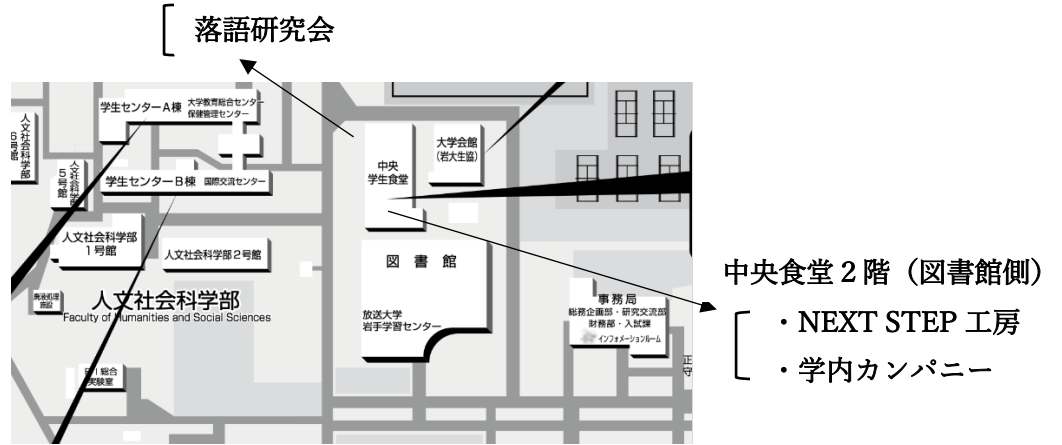 落語研究会
学生センターA棟
大学教育総合センター
保健管理センター
人文社会科学部
6号館
人文社会科学部
5号館
学生センターB棟 国際交流センター
中央
学生食堂
大学会館
(岩大生協)
人文社会科学部
1号館
人文社会科学部2号館
図書館
放送大学
岩手学習センター
廃液処理
施設
人文社会科学部
Faculty of Humanities and Social Sciences
事務局
総務企画部・研究交流部
財務部・入試課
インフォメーションルーム
総合
実験室
正
守
中央食堂2階(図書館側)
・NEXT STEP 工房
・学内カンパニー